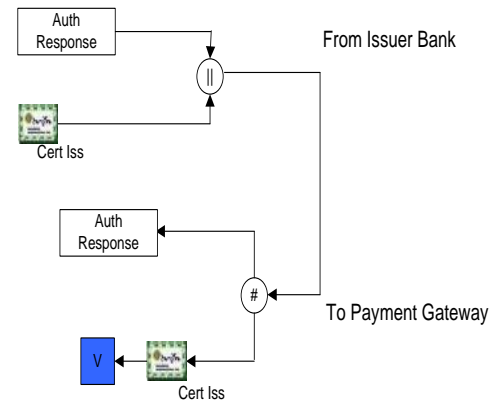 Auth
Response
From Issuer Bank
||
Cert Iss
Auth
Response
#
To Payment Gateway
V
Cert Iss